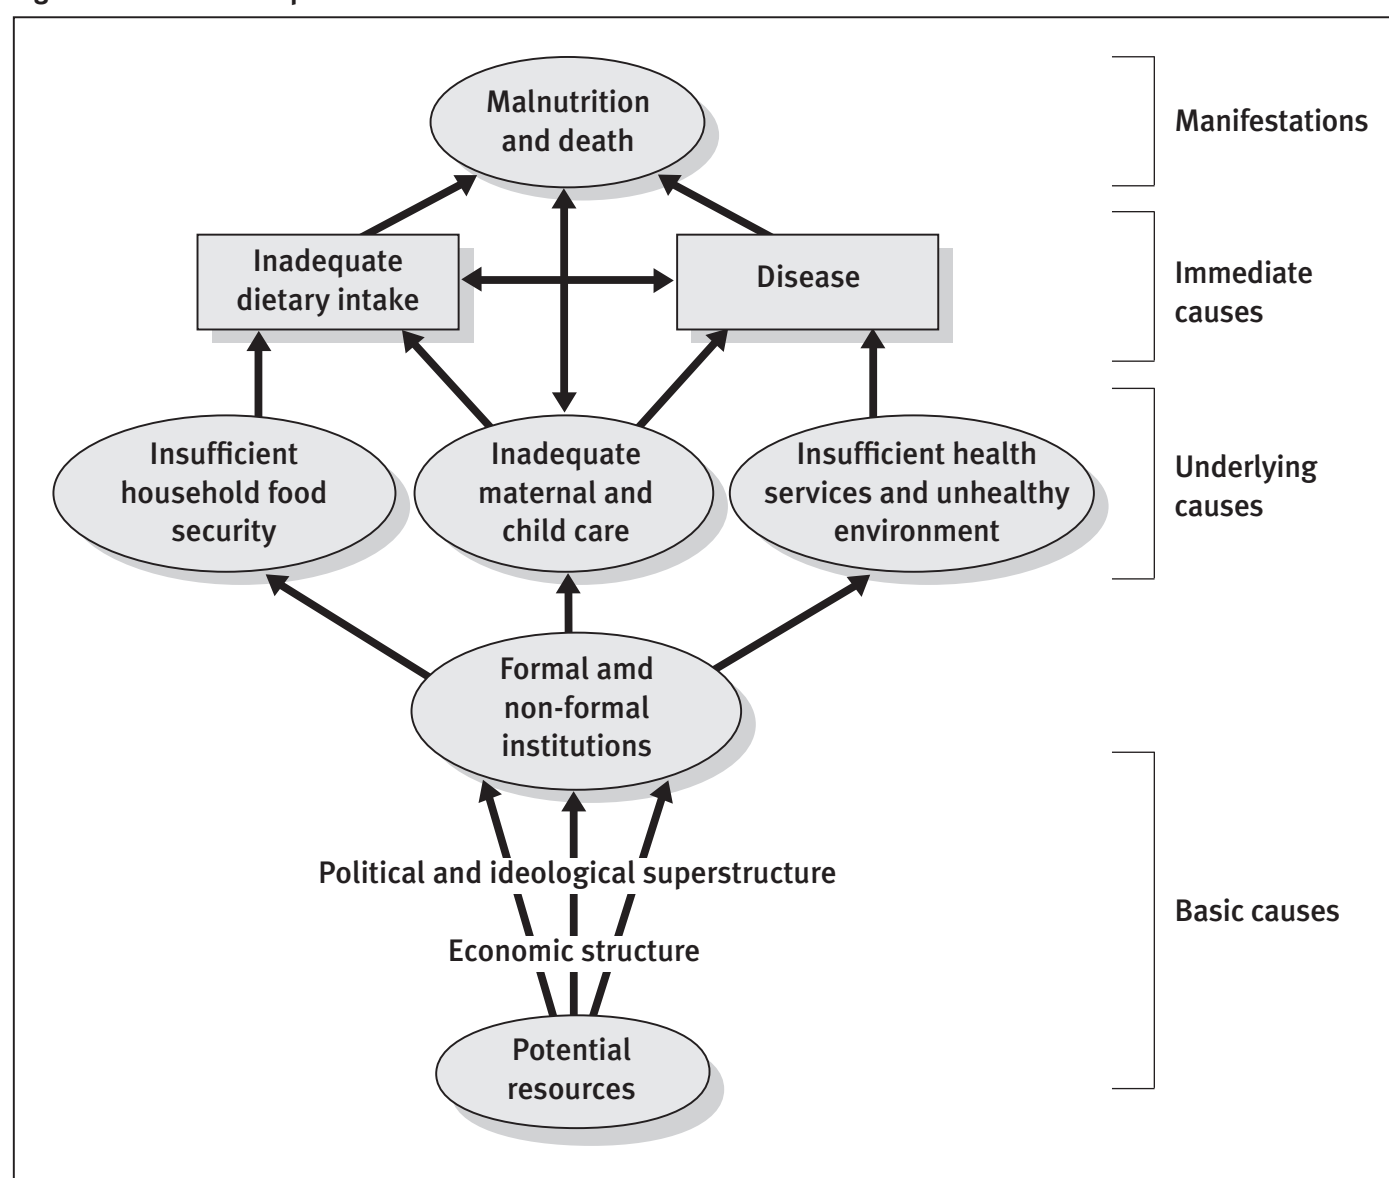 Malnutrition
and death
Manifestations
Inadequate
dietary intake
Disease
Immediate
causes
Insufficient
household food
security
Inadequate
maternal and
child care
Insufficient health
services and unhealthy
environment
Underlying
causes
Formal amd
non-formal
institutions
Political and ideological superstructure
Economic structure
Basic causes
Potential
resources